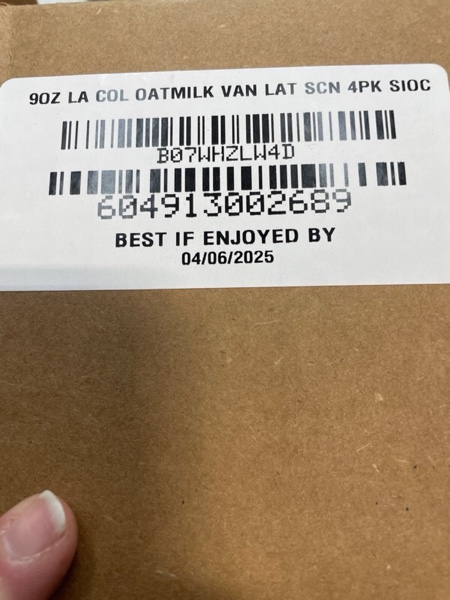 9OZ LA COL OATMILK VAN LAT SCN 4PK SIOC
B07WHZLW4D
604913002689
BEST IF ENJOYED BY
04/06/2025